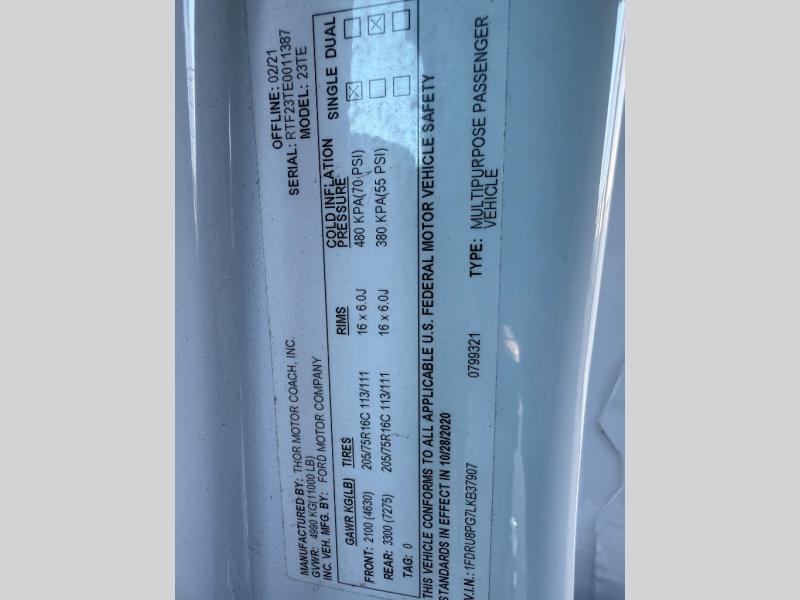 OFFLINE: 02/21
SERIAL: RTF23TE0011387
MANUFACTURED BY: THOR MOTOR COACH, INC. MODEL: 23TE
GVWR: 4990 KG(11000 LB)
INC. VEH. MFG. BY: FORD MOTOR COMPANY
GAWR KG(LB) TIRES RIMS COLD INFLATION PRESSURE SINGLE DUAL
FRONT: 2100 (4630) 205/75R16C 113/111 16 x 6.0J 480 KPA(70 PSI) ☒ ☐
REAR: 3300 (7275) 205/75R16C 113/111 16 x 6.0J 380 KPA(55 PSI) ☐ ☒
TAG: 0 ☐ ☐
THIS VEHICLE CONFORMS TO ALL APPLICABLE U.S. FEDERAL MOTOR VEHICLE SAFETY
STANDARDS IN EFFECT IN 10/28/2020
V.I.N.: 1FDRU8PG7LKB37907 0799321 TYPE: MULTIPURPOSE PASSENGER
VEHICLE